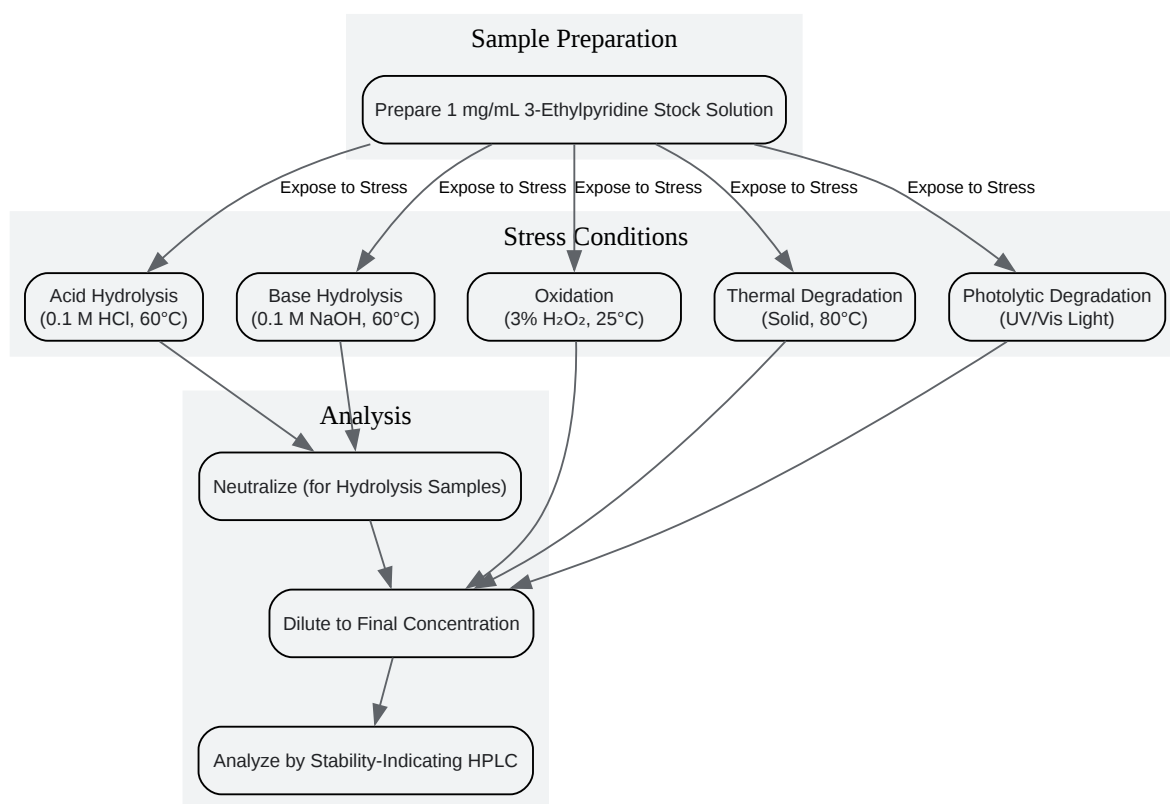 Sample Preparation
Prepare 1 mg/mL 3-Ethylpyridine Stock Solution
Expose to Stress
Expose to Stress
Expose to Stress
Expose to Stress
Expose to Stress
Stress Conditions
Acid Hydrolysis
(0.1 M HCl, 60°C)
Base Hydrolysis
(0.1 M NaOH, 60°C)
Oxidation
(3% H₂O₂, 25°C)
Thermal Degradation
(Solid, 80°C)
Photolytic Degradation
(UV/Vis Light)
Analysis
Neutralize (for Hydrolysis Samples)
Dilute to Final Concentration
Analyze by Stability-Indicating HPLC